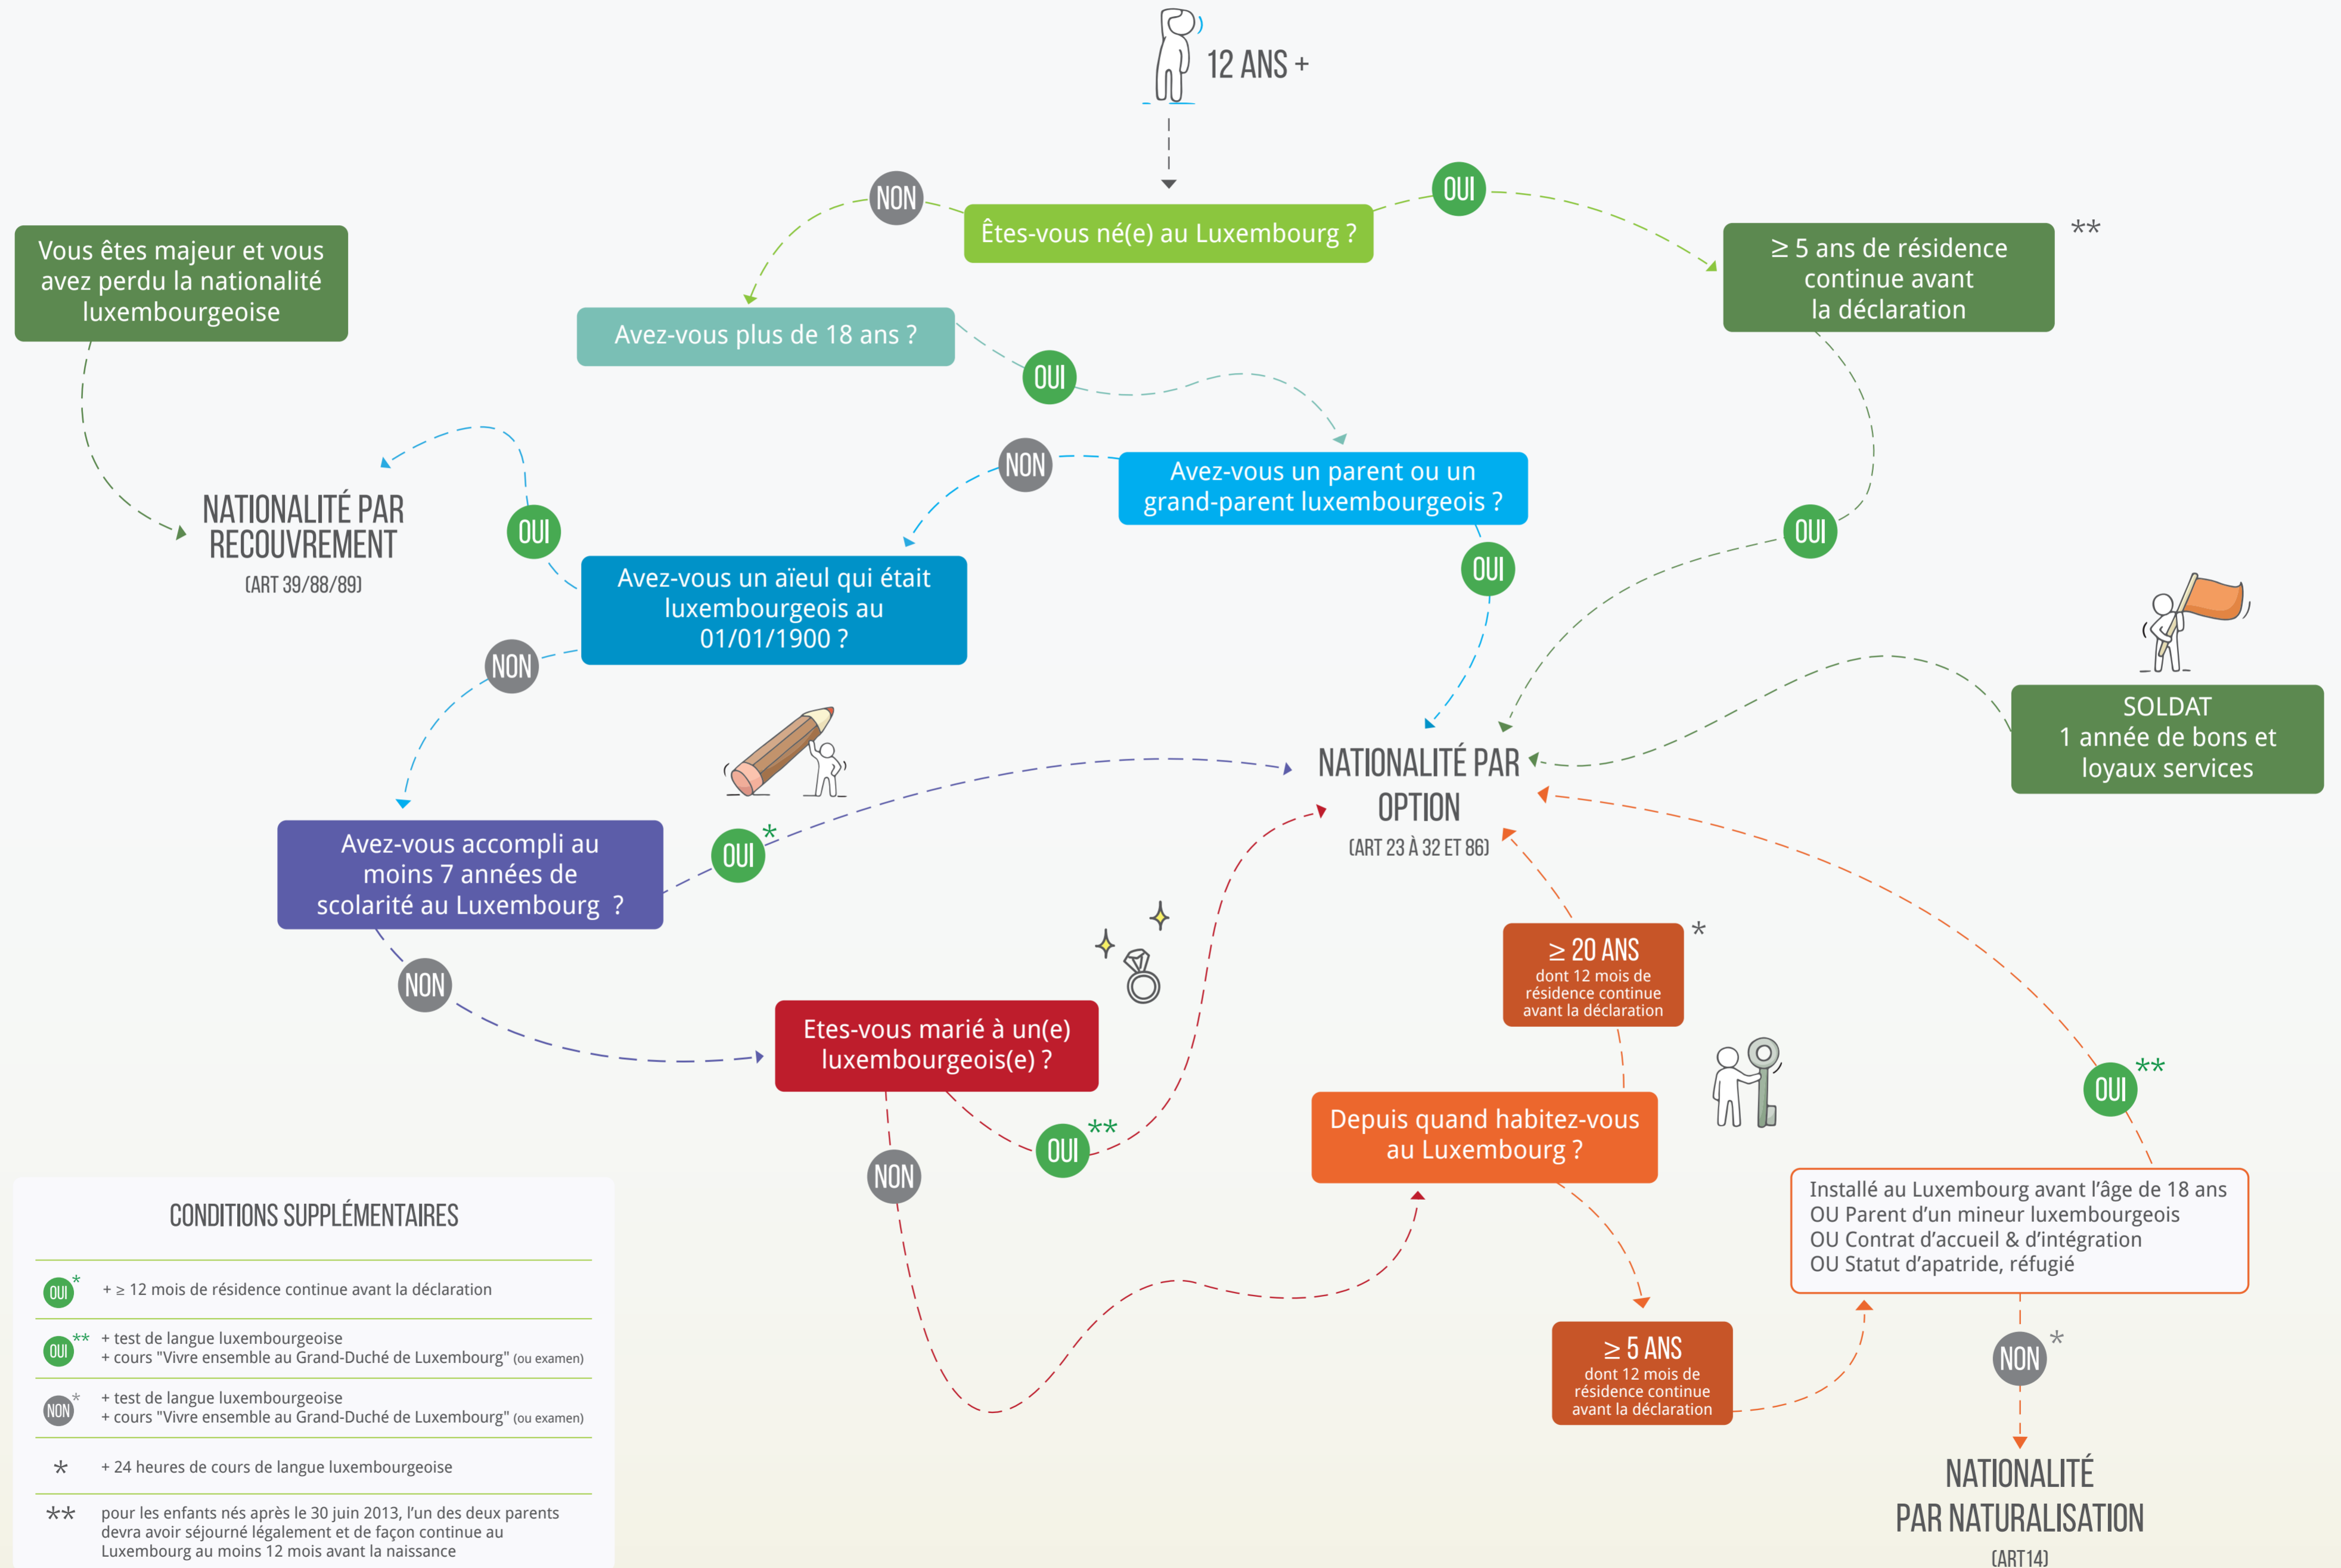 12 ANS +
NON
OUI
Êtes-vous né(e) au Luxembourg ?
Vous êtes majeur et vous
avez perdu la nationalité
luxembourgeoise
≥ 5 ans de résidence
continue avant
la déclaration
**
Avez-vous plus de 18 ans ?
OUI
NON
Avez-vous un parent ou un
grand-parent luxembourgeois ?
NATIONALITÉ PAR
RECOUVREMENT
(ART 39/88/89)
OUI
OUI
OUI
Avez-vous un aïeul qui était
luxembourgeois au
01/01/1900 ?
NON
SOLDAT
1 année de bons et
loyaux services
NATIONALITÉ PAR
OPTION
(ART 23 À 32 ET 86)
Avez-vous accompli au
moins 7 années de
scolarité au Luxembourg ?
OUI *
NON
≥ 20 ANS
dont 12 mois de
résidence continue
avant la déclaration
*
Etes-vous marié à un(e)
luxembourgeois(e) ?
OUI **
NON
Depuis quand habitez-vous
au Luxembourg ?
OUI **
Installé au Luxembourg avant l’âge de 18 ans
OU Parent d’un mineur luxembourgeois
OU Contrat d’accueil & d’intégration
OU Statut d’apatride, réfugié
≥ 5 ANS
dont 12 mois de
résidence continue
avant la déclaration
NON *
NATIONALITÉ
PAR NATURALISATION
(ART14)
CONDITIONS SUPPLÉMENTAIRES
OUI * + ≥ 12 mois de résidence continue avant la déclaration
OUI ** + test de langue luxembourgeoise
+ cours "Vivre ensemble au Grand-Duché de Luxembourg" (ou examen)
NON * + test de langue luxembourgeoise
+ cours "Vivre ensemble au Grand-Duché de Luxembourg" (ou examen)
* + 24 heures de cours de langue luxembourgeoise
** pour les enfants nés après le 30 juin 2013, l’un des deux parents
devra avoir séjourné légalement et de façon continue au
Luxembourg au moins 12 mois avant la naissance